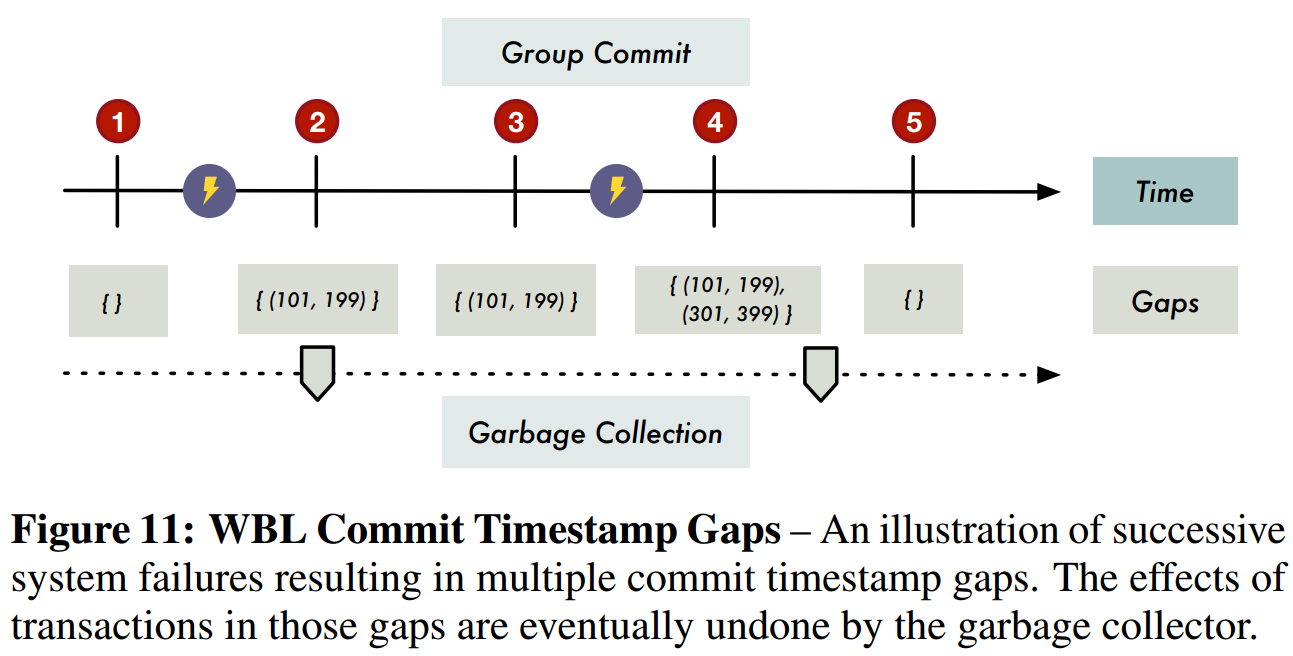 Group Commit
1 2 3 4 5
Time
{ } { (101, 199) } { (101, 199) } { (101, 199),
(301, 399) } { } Gaps
Garbage Collection
Figure 11: WBL Commit Timestamp Gaps – An illustration of successive
system failures resulting in multiple commit timestamp gaps. The effects of
transactions in those gaps are eventually undone by the garbage collector.